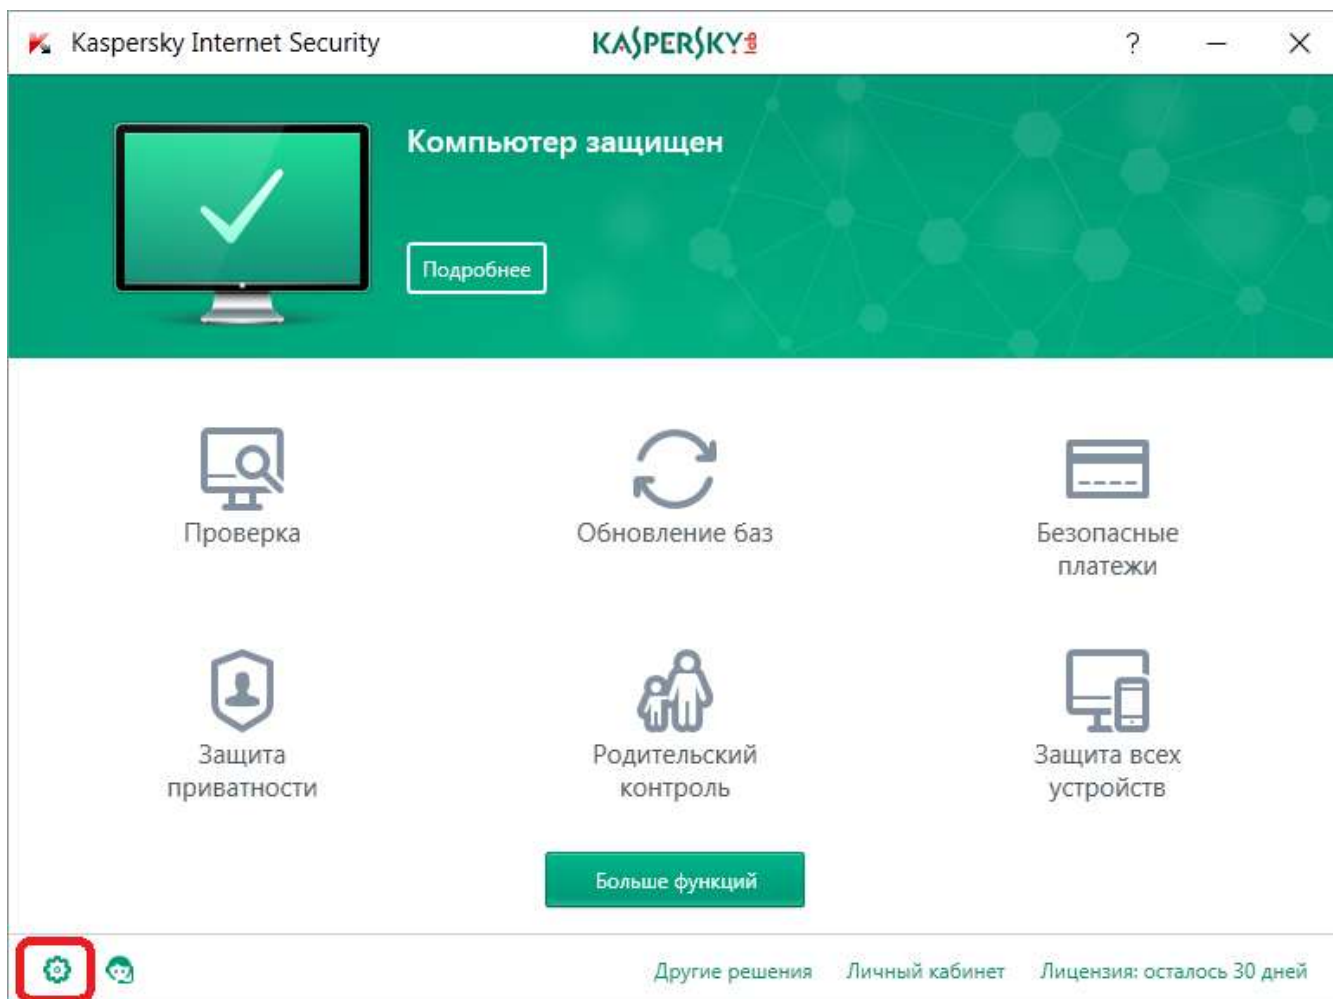 Kaspersky Internet Security
KASPERSKY lab
?
Компьютер защищен
Подробнее
Проверка
Обновление баз
Безопасные
платежи
Защита
приватности
Родительский
контроль
Защита всех
устройств
Больше функций
Другие решения
Личный кабинет
Лицензия: осталось 30 дней